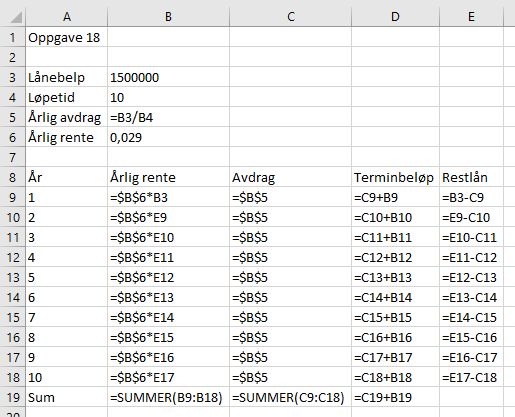 A B C D E
1 Oppgave 18
2
3 Lånebelp 1500000
4 Løpetid 10
5 Årlig avdrag =B3/B4
6 Årlig rente 0,029
7
8 År Årlig rente Avdrag Terminbeløp Restlån
9 1 =$B$6*B3 =$B$5 =C9+B9 =B3-C9
10 2 =$B$6*E9 =$B$5 =C10+B10 =E9-C10
11 3 =$B$6*E10 =$B$5 =C11+B11 =E10-C11
12 4 =$B$6*E11 =$B$5 =C12+B12 =E11-C12
13 5 =$B$6*E12 =$B$5 =C13+B13 =E12-C13
14 6 =$B$6*E13 =$B$5 =C14+B14 =E13-C14
15 7 =$B$6*E14 =$B$5 =C15+B15 =E14-C15
16 8 =$B$6*E15 =$B$5 =C16+B16 =E15-C16
17 9 =$B$6*E16 =$B$5 =C17+B17 =E16-C17
18 10 =$B$6*E17 =$B$5 =C18+B18 =E17-C18
19 Sum =SUMMER(B9:B18) =SUMMER(C9:C18) =C19+B19